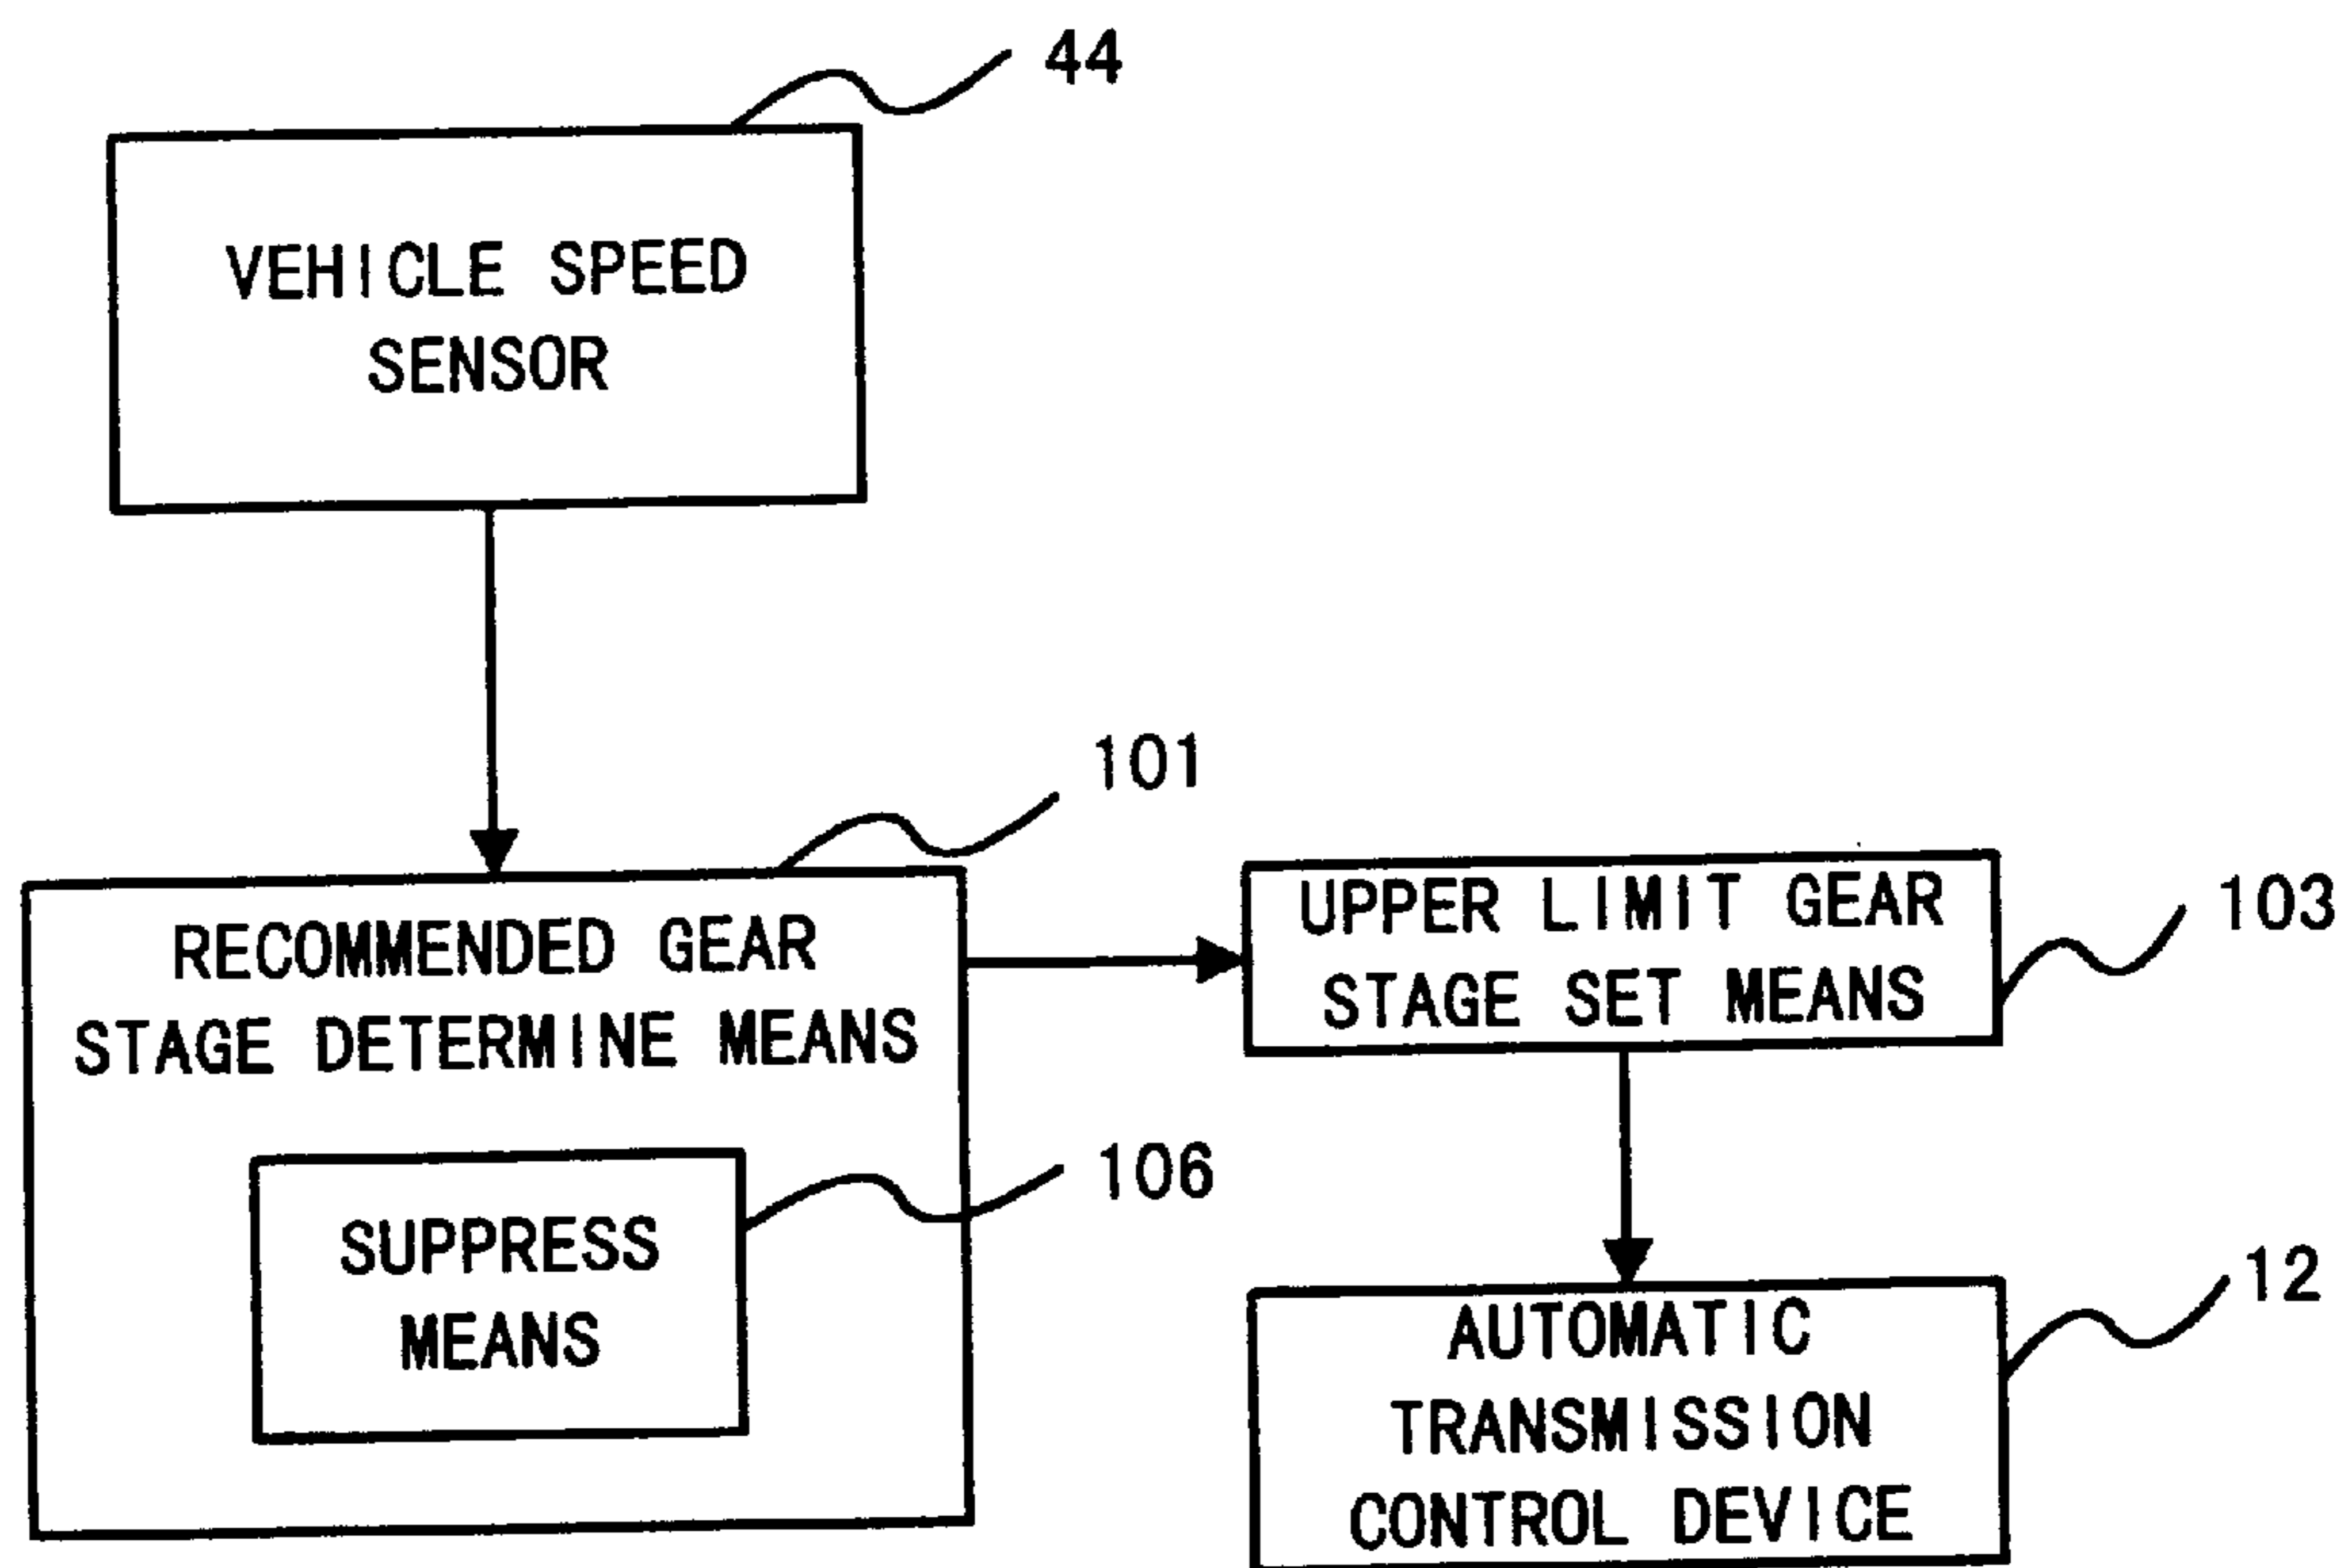 44
VEHICLE SPEED
SENSOR
101
RECOMMENDED GEAR
STAGE DETERMINE MEANS
UPPER LIMIT GEAR
STAGE SET MEANS
103
106
SUPPRESS
MEANS
12
AUTOMATIC
TRANSMISSION
CONTROL DEVICE